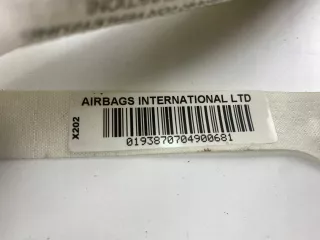 AIRBAGS INTERNATIONAL LTD
X202
0193870704900681